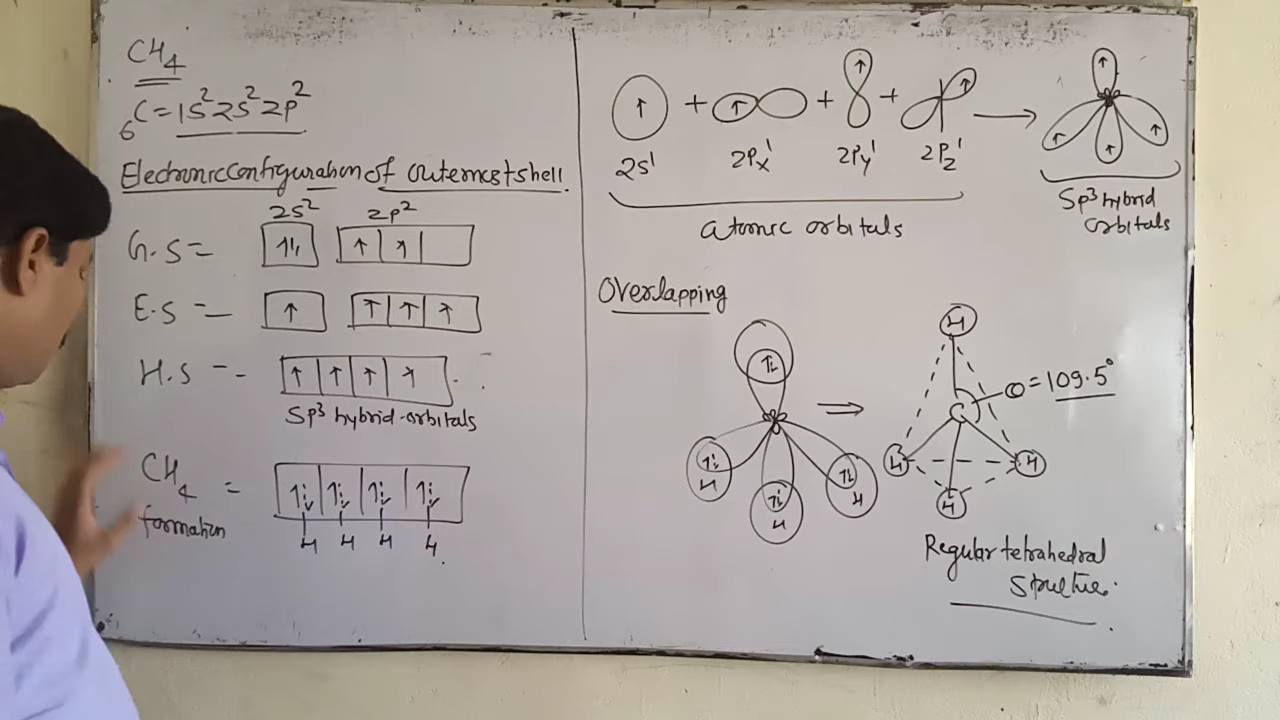 CH₄
₆C = 1s² 2s² 2p²
Electronic configuration of outermost shell
2s² 2p²
G.S =
E.S =
H.S =
Sp³ hybrid orbitals
CH₄ =
formation
H H H H
2s¹ + 2Px¹ + 2Py¹ + 2Pz¹ →
atomic orbitals
Sp³ hybrid
orbitals
Overlapping
H H H
⇒
H
C
H H
H
= 109.5°
Regular tetrahedral